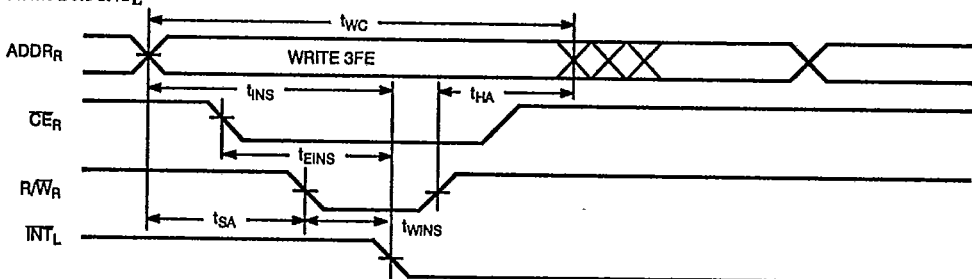 tWC
ADDRR
WRITE 3FE
tINS
tHA
CER
tEINS
R/WR
tSA
tWINS
INTL